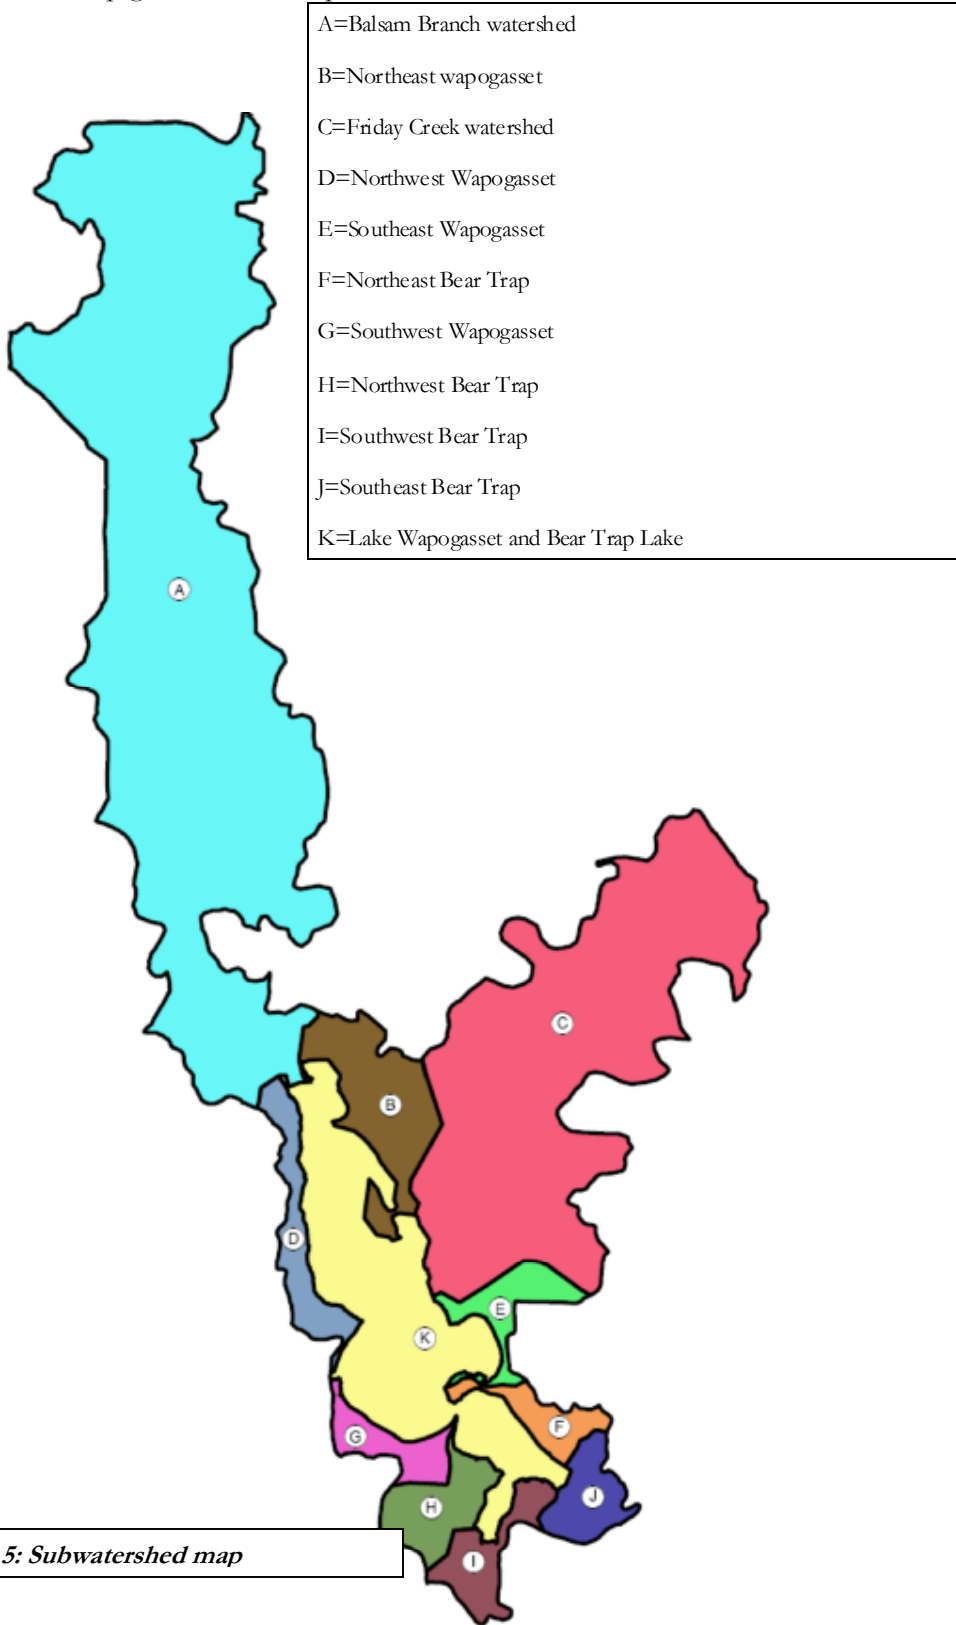 A=Balsam Branch watershed
B=Northeast wapogasset
C=Friday Creek watershed
D=Northwest Wapogasset
E=Southeast Wapogasset
F=Northeast Bear Trap
G=Southwest Wapogasset
H=Northwest Bear Trap
I=Southwest Bear Trap
J=Southeast Bear Trap
K=Lake Wapogasset and Bear Trap Lake
A
C
B
D
E
K
F
G
J
H
5: Subwatershed map
I